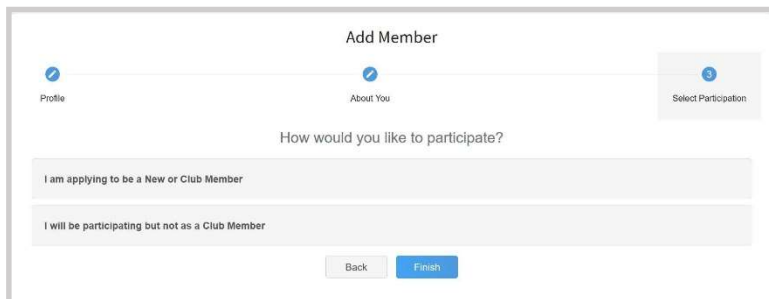 Add Member
3
Profile
About You
Select Participation
How would you like to participate?
I am applying to be a New or Club Member
I will be participating but not as a Club Member
Back
Finish